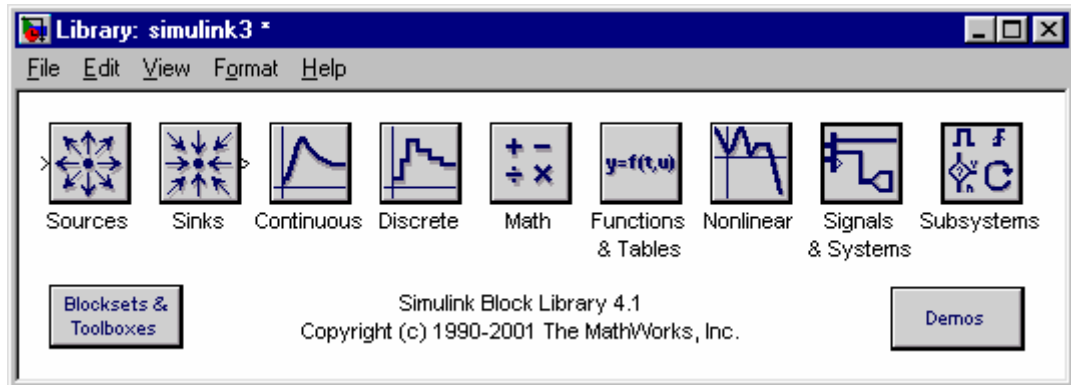 Library: simulink3 *
File Edit View Format Help
+ −
÷ ×
y=f(t,u)
Sources Sinks Continuous Discrete Math Functions & Tables Nonlinear Signals & Systems Subsystems
Blocksets & Toolboxes
Simulink Block Library 4.1
Copyright (c) 1990-2001 The MathWorks, Inc.
Demos